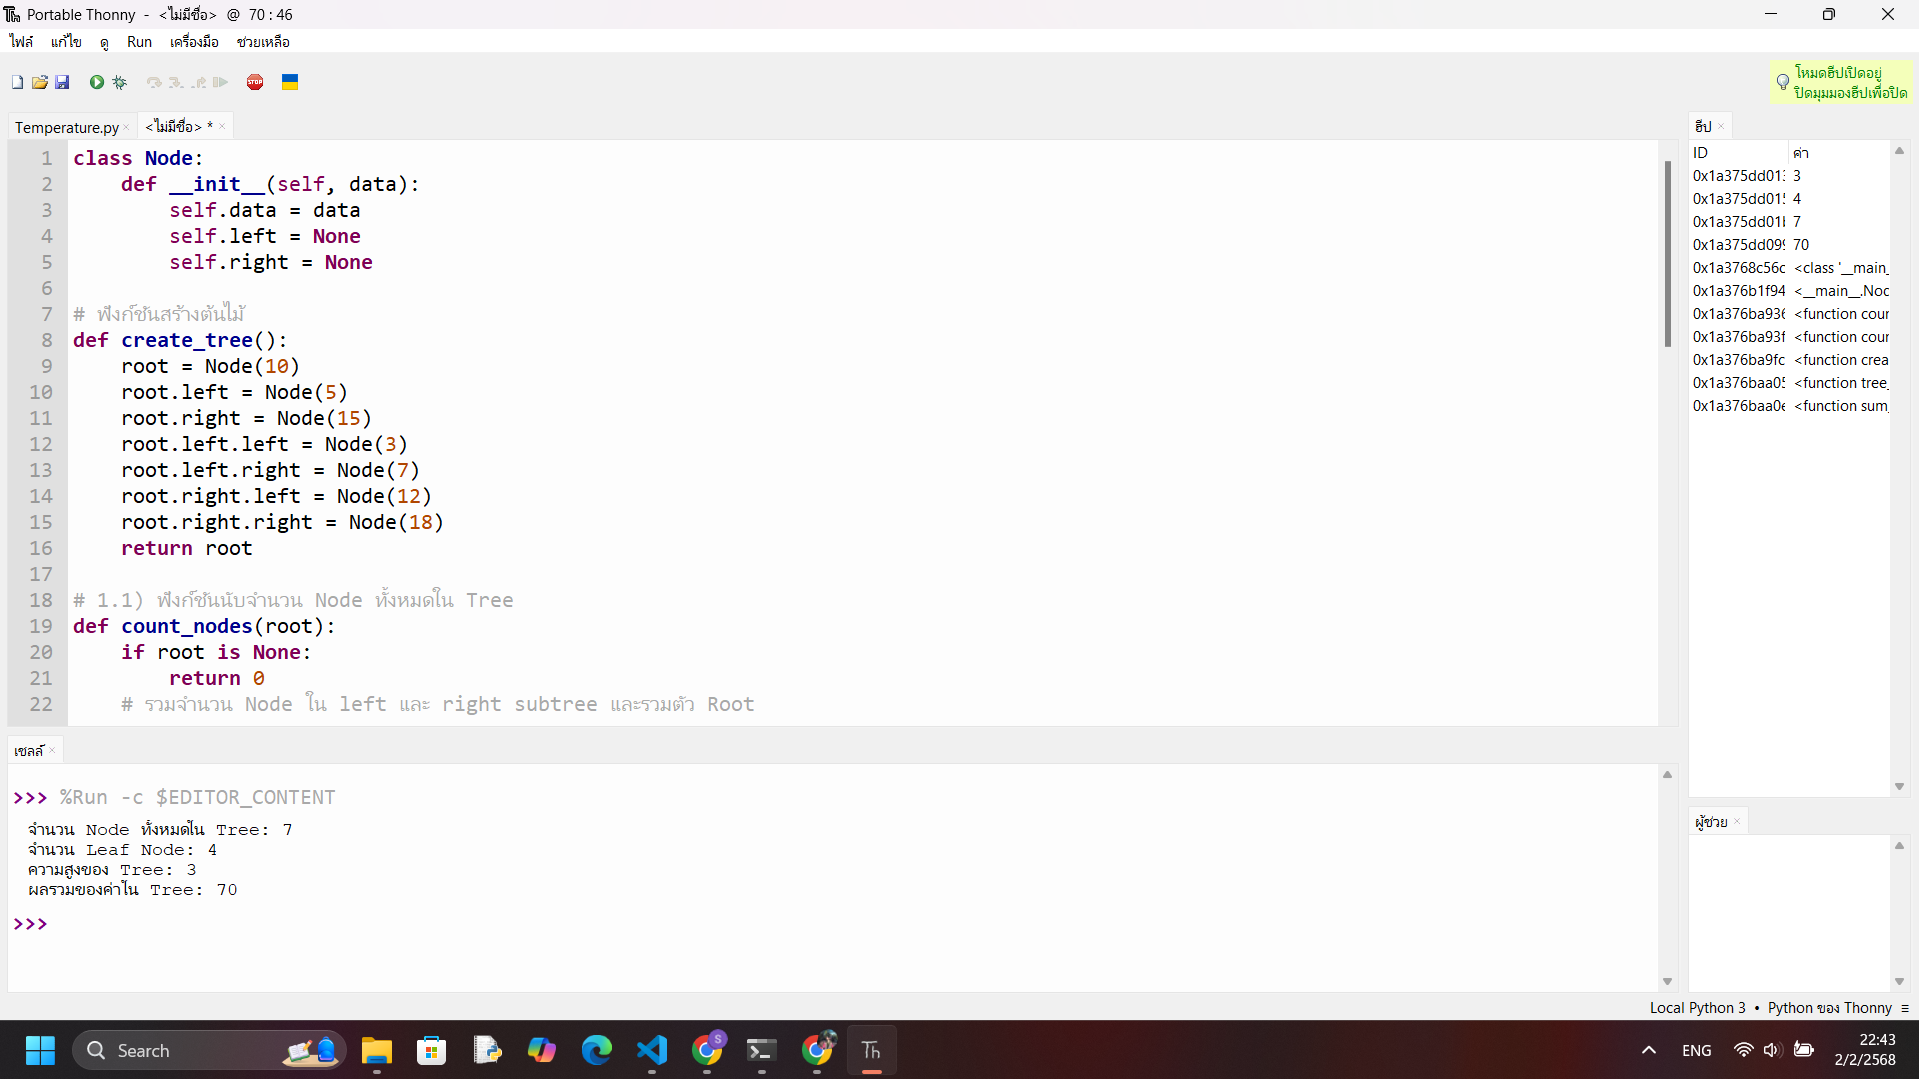 Portable Thonny - <ไม่มีชื่อ> @ 70 : 46
ไฟล์ แก้ไข ดู Run เครื่องมือ ช่วยเหลือ
STOP
โหมดฮีปเปิดอยู่
ปิดมุมมองฮีปเพื่อปิด
Temperature.py × <ไม่มีชื่อ> * ×
1 class Node:
2 def __init__(self, data):
3 self.data = data
4 self.left = None
5 self.right = None
6
7 # ฟังก์ชันสร้างต้นไม้
8 def create_tree():
9 root = Node(10)
10 root.left = Node(5)
11 root.right = Node(15)
12 root.left.left = Node(3)
13 root.left.right = Node(7)
14 root.right.left = Node(12)
15 root.right.right = Node(18)
16 return root
17
18 # 1.1) ฟังก์ชันนับจำนวน Node ทั้งหมดใน Tree
19 def count_nodes(root):
20 if root is None:
21 return 0
22 # รวมจำนวน Node ใน left และ right subtree และรวมตัว Root
เชลล์ ×
>>> %Run -c $EDITOR_CONTENT
จำนวน Node ทั้งหมดใน Tree: 7
จำนวน Leaf Node: 4
ความสูงของ Tree: 3
ผลรวมของค่าใน Tree: 70
>>>
ฮีป ×
ID ค่า
0x1a375dd013 3
0x1a375dd015 4
0x1a375dd01b 7
0x1a375dd099 70
0x1a3768c56c <class '__main_
0x1a376b1f94 <__main__.Noc
0x1a376ba936 <function cour
0x1a376ba93f <function cour
0x1a376ba9fc <function crea
0x1a376baa05 <function tree_
0x1a376baa0e <function sum_
ผู้ช่วย ×
Local Python 3 • Python ของ Thonny ≡
Search
S
Th
ENG
22:43
2/2/2568